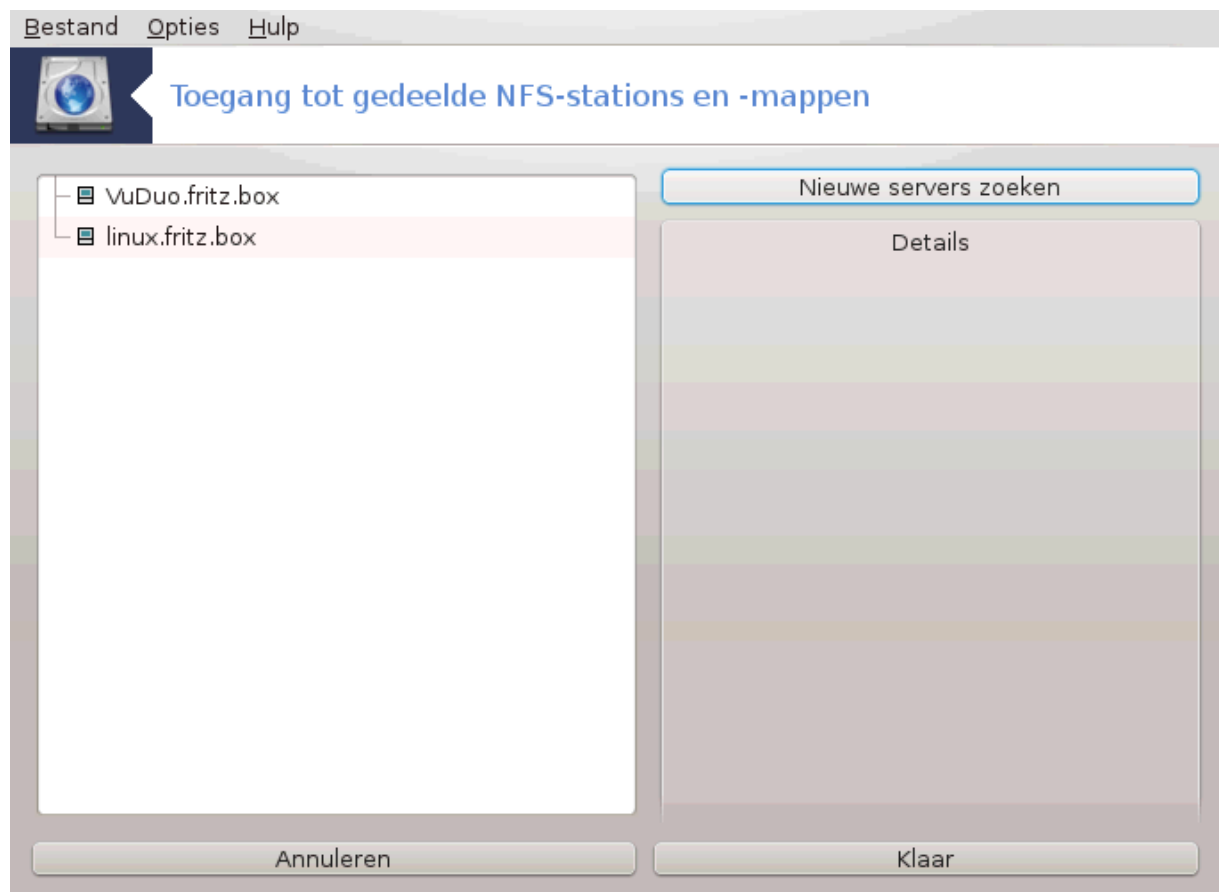 Bestand Opties Hulp
Toegang tot gedeelde NFS-stations en -mappen
VuDuo.fritz.box
linux.fritz.box
Nieuwe servers zoeken
Details
Annuleren
Klaar